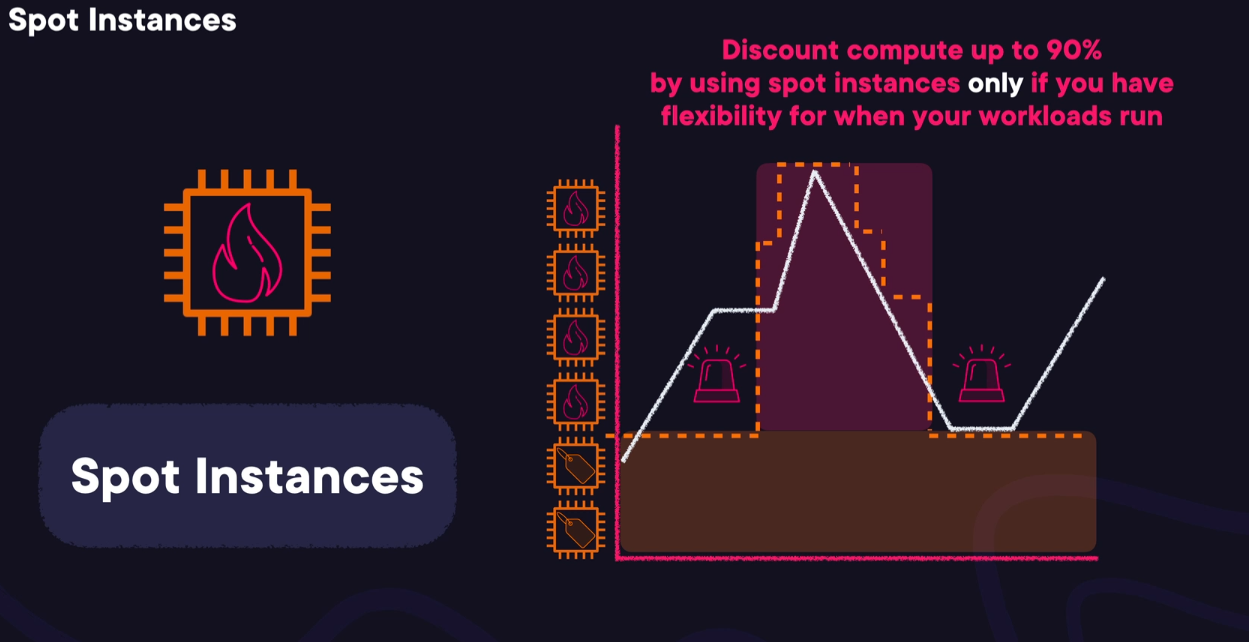 Spot Instances
Discount compute up to 90%
by using spot instances only if you have
flexibility for when your workloads run
Spot Instances